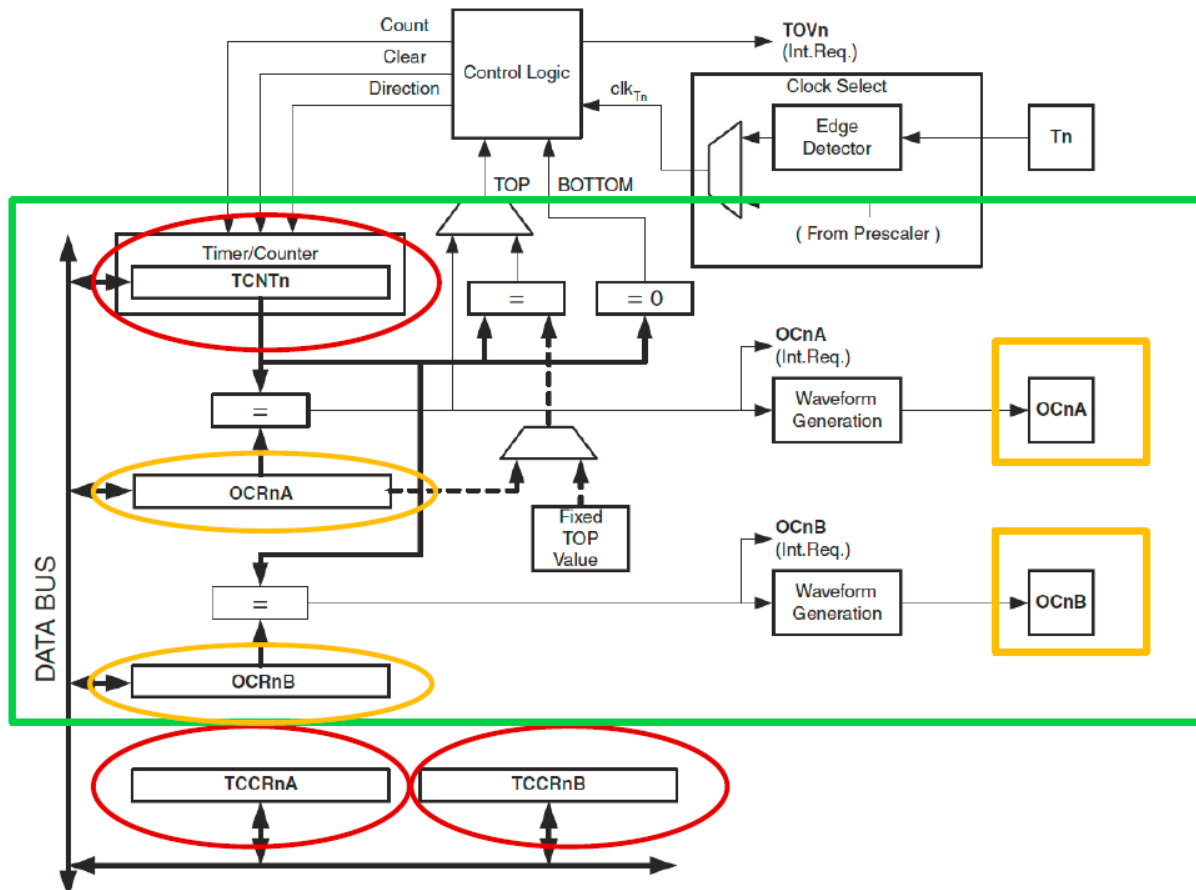 Count
Clear
Direction
Control Logic
TOVn
(Int.Req.)
clkTn
Clock Select
Edge
Detector
Tn
TOP
BOTTOM
( From Prescaler )
Timer/Counter
TCNTn
=
= 0
OCnA
(Int.Req.)
=
Waveform
Generation
OCnA
OCRnA
Fixed
TOP
Value
OCnB
(Int.Req.)
=
Waveform
Generation
OCnB
OCRnB
DATA BUS
TCCRnA
TCCRnB